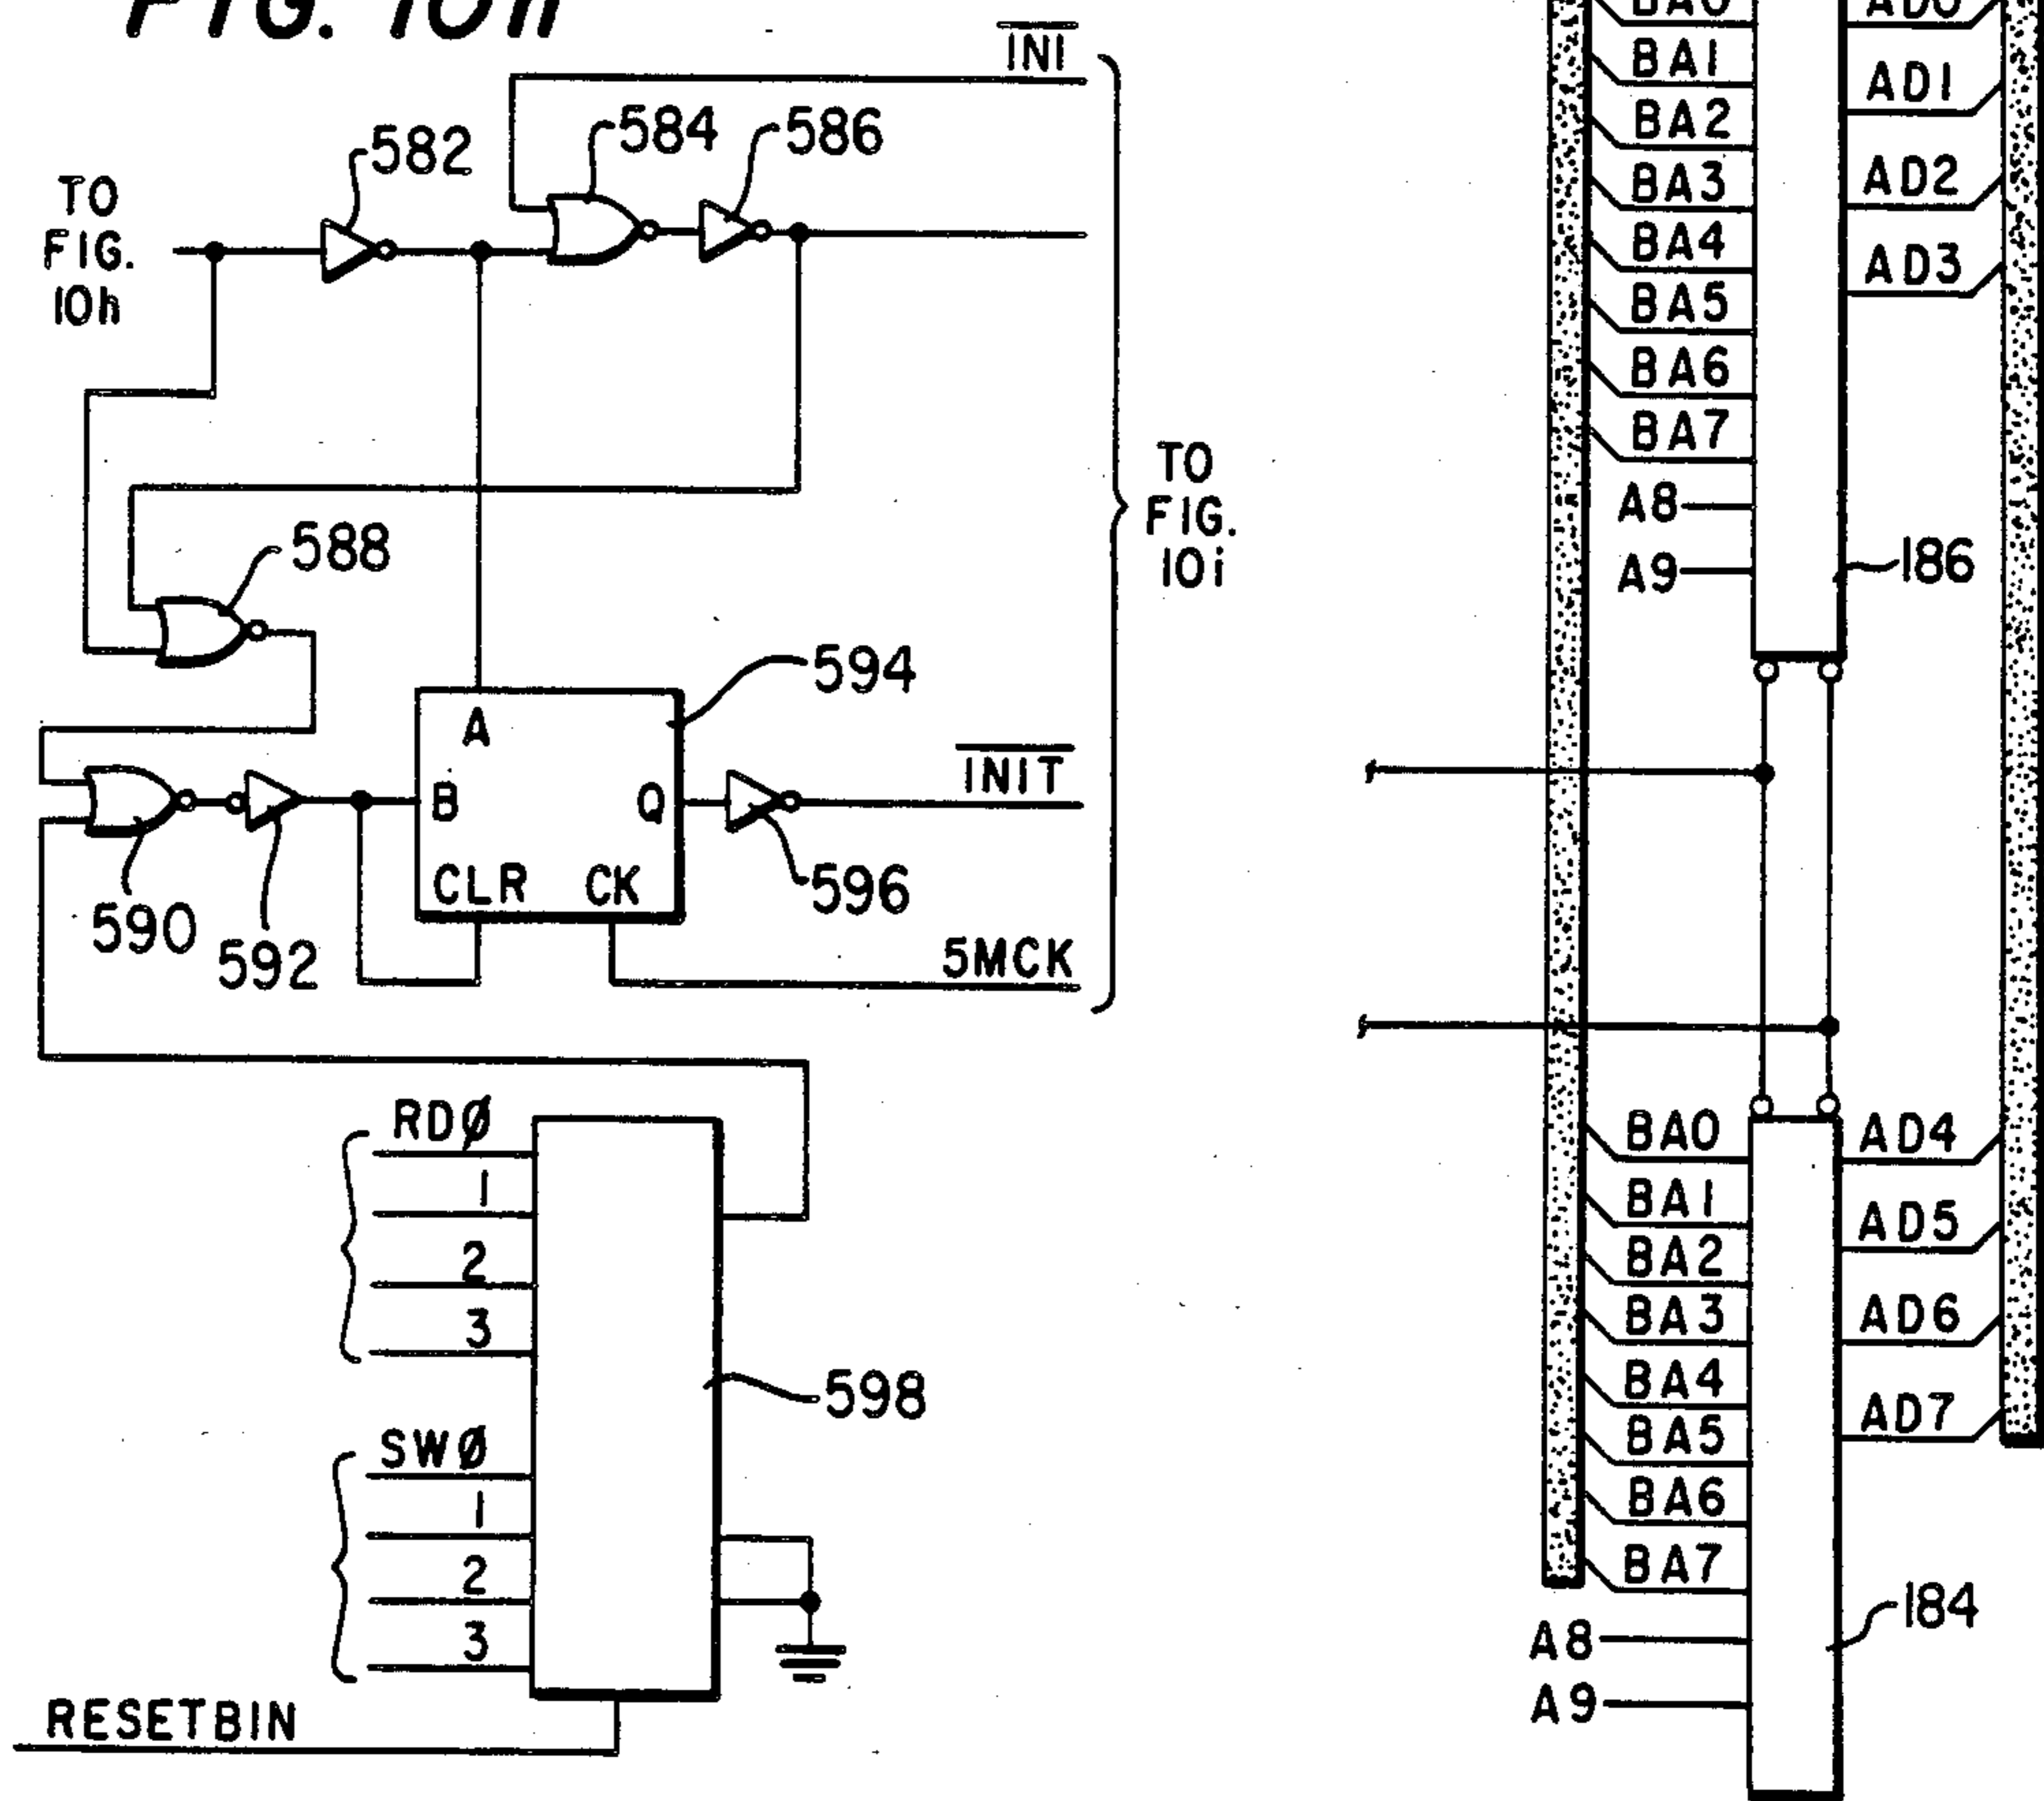 FIG. 10n
INI
582
584
586
TO
FIG.
10h
588
TO
FIG.
10i
594
A
B
Q
INIT
CLR
CK
596
590
592
5MCK
RDØ
1
2
3
598
SWØ
1
2
3
RESETBIN
BA0
BA1
BA2
BA3
BA4
BA5
BA6
BA7
A8
A9
AD0
AD1
AD2
AD3
186
BA0
BA1
BA2
BA3
BA4
BA5
BA6
BA7
A8
A9
AD4
AD5
AD6
AD7
184